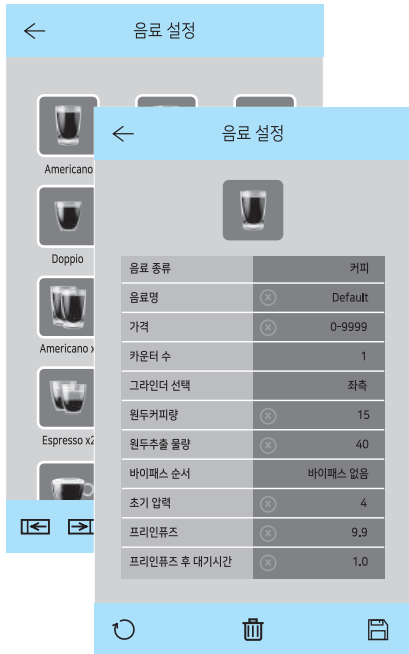 음료 설정
Americano
Doppio
Americano x
Espresso x2
음료 설정
음료 종류 커피
음료명 Default
가격 0-9999
카운터 수 1
그라인더 선택 좌측
원두커피량 15
원두추출 물량 40
바이패스 순서 바이패스 없음
초기 압력 4
프리인퓨즈 9.9
프리인퓨즈 후 대기시간 1.0